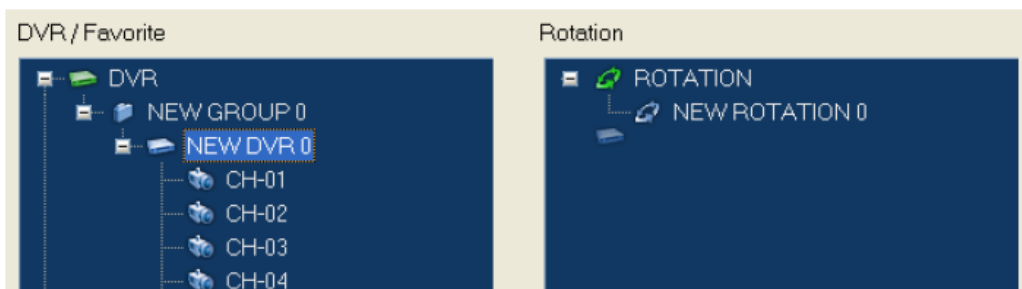 DVR / Favorite
DVR
NEW GROUP 0
NEW DVR 0
CH-01
CH-02
CH-03
CH-04
Rotation
ROTATION
NEW ROTATION 0